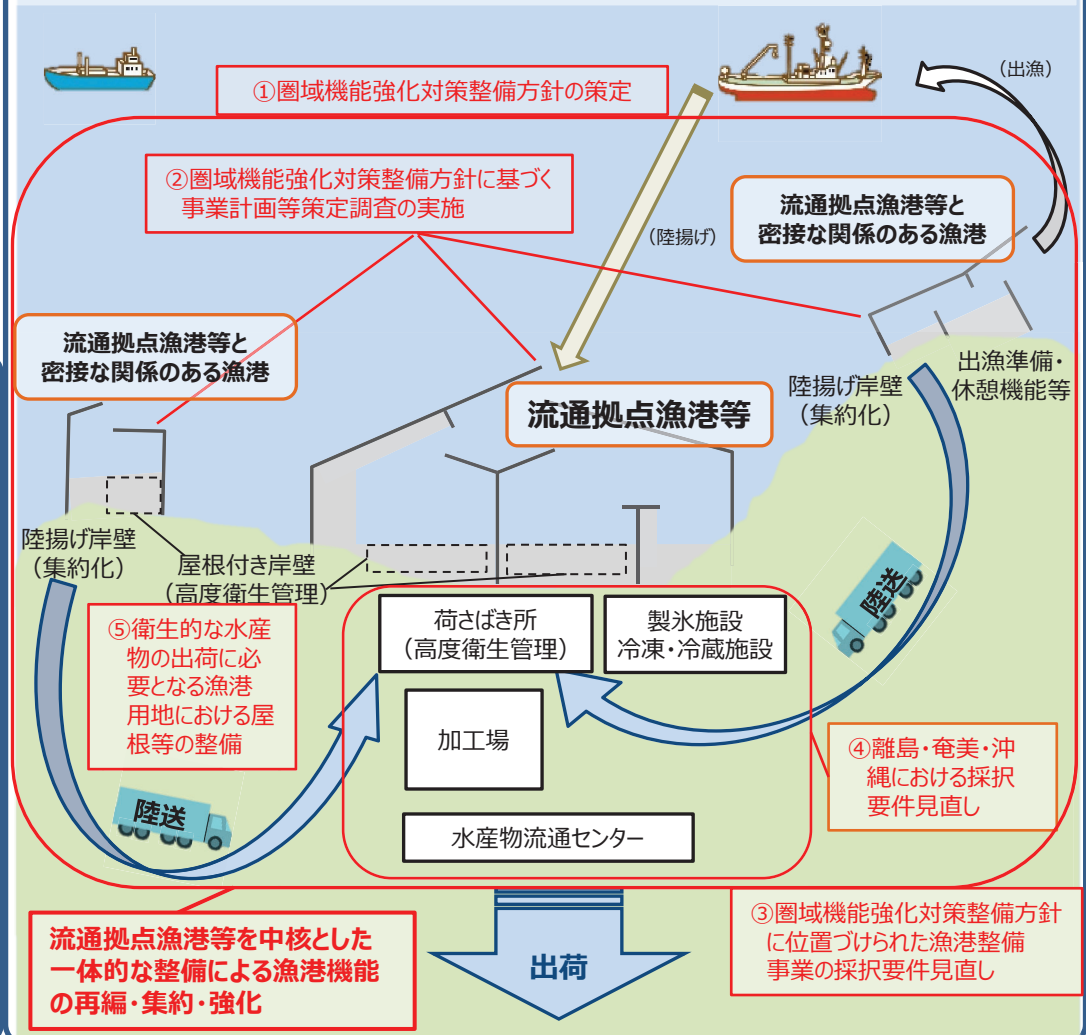 ①圏域機能強化対策整備方針の策定
(出漁)
②圏域機能強化対策整備方針に基づく
事業計画等策定調査の実施
流通拠点漁港等と
密接な関係のある漁港
(陸揚げ)
流通拠点漁港等と
密接な関係のある漁港
流通拠点漁港等
陸揚げ岸壁
(集約化)
出漁準備・
休憩機能等
陸揚げ岸壁
(集約化)
屋根付き岸壁
(高度衛生管理)
陸送
⑤衛生的な水産
物の出荷に必
要となる漁港
用地における屋
根等の整備
荷さばき所
(高度衛生管理)
製氷施設
冷凍・冷蔵施設
加工場
④離島・奄美・沖
縄における採択
要件見直し
陸送
水産物流通センター
流通拠点漁港等を中核とした
一体的な整備による漁港機能
の再編・集約・強化
出荷
③圏域機能強化対策整備方針
に位置づけられた漁港整備
事業の採択要件見直し